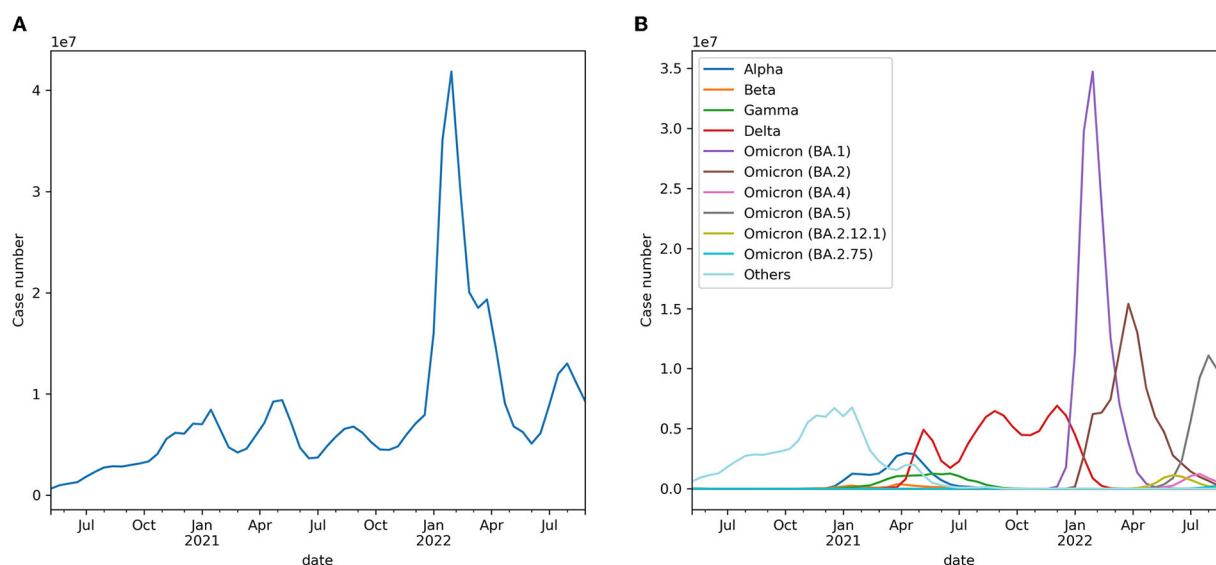 A
1e7
4
3
2
1
0
Case number
Jul
Oct
Jan
2021
Apr
Jul
Oct
Jan
2022
Apr
Jul
date
B
1e7
3.5
3.0
2.5
2.0
1.5
1.0
0.5
0.0
Case number
Alpha
Beta
Gamma
Delta
Omicron (BA.1)
Omicron (BA.2)
Omicron (BA.4)
Omicron (BA.5)
Omicron (BA.2.12.1)
Omicron (BA.2.75)
Others
Jul
Oct
Jan
2021
Apr
Jul
Oct
Jan
2022
Apr
Jul
date